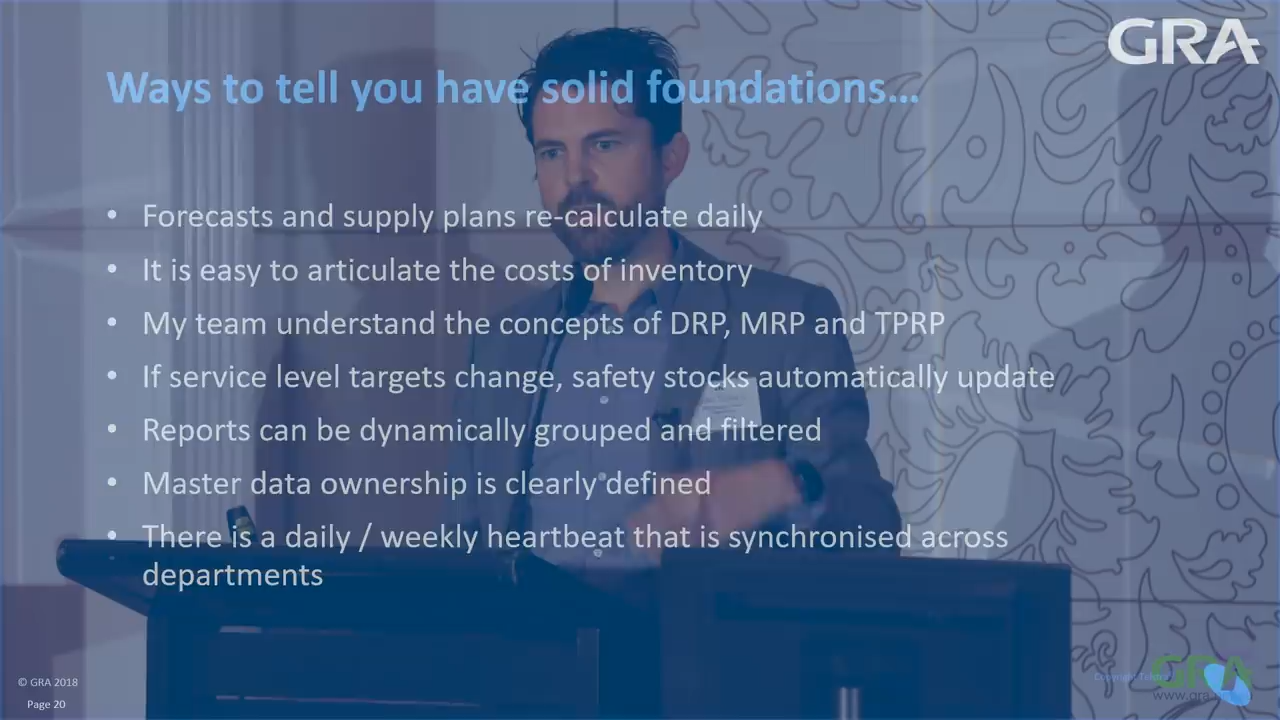 GRA
Ways to tell you have solid foundations...
• Forecasts and supply plans re-calculate daily
• It is easy to articulate the costs of inventory
• My team understand the concepts of DRP, MRP and TPRP
• If service level targets change, safety stocks automatically update
• Reports can be dynamically grouped and filtered
• Master data ownership is clearly defined
• There is a daily / weekly heartbeat that is synchronised across
departments
© GRA 2018
Page 20
Copyright
GRA
www.gra